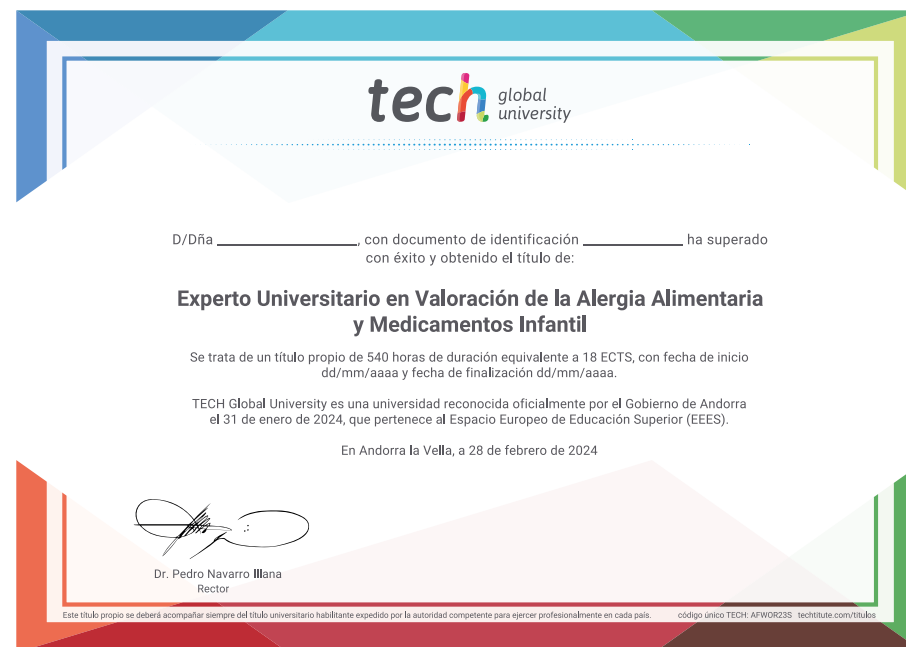 tech global
university
D/Dña ____________________, con documento de identificación ______________ ha superado
con éxito y obtenido el título de:
Experto Universitario en Valoración de la Alergia Alimentaria
y Medicamentos Infantil
Se trata de un título propio de 540 horas de duración equivalente a 18 ECTS, con fecha de inicio
dd/mm/aaaa y fecha de finalización dd/mm/aaaa.
TECH Global University es una universidad reconocida oficialmente por el Gobierno de Andorra
el 31 de enero de 2024, que pertenece al Espacio Europeo de Educación Superior (EEES).
En Andorra la Vella, a 28 de febrero de 2024
Dr. Pedro Navarro Illana
Rector
Este título propio se deberá acompañar siempre del título universitario habilitante expedido por la autoridad competente para ejercer profesionalmente en cada país. código único TECH: AFWOR23S techtitute.com/titulos